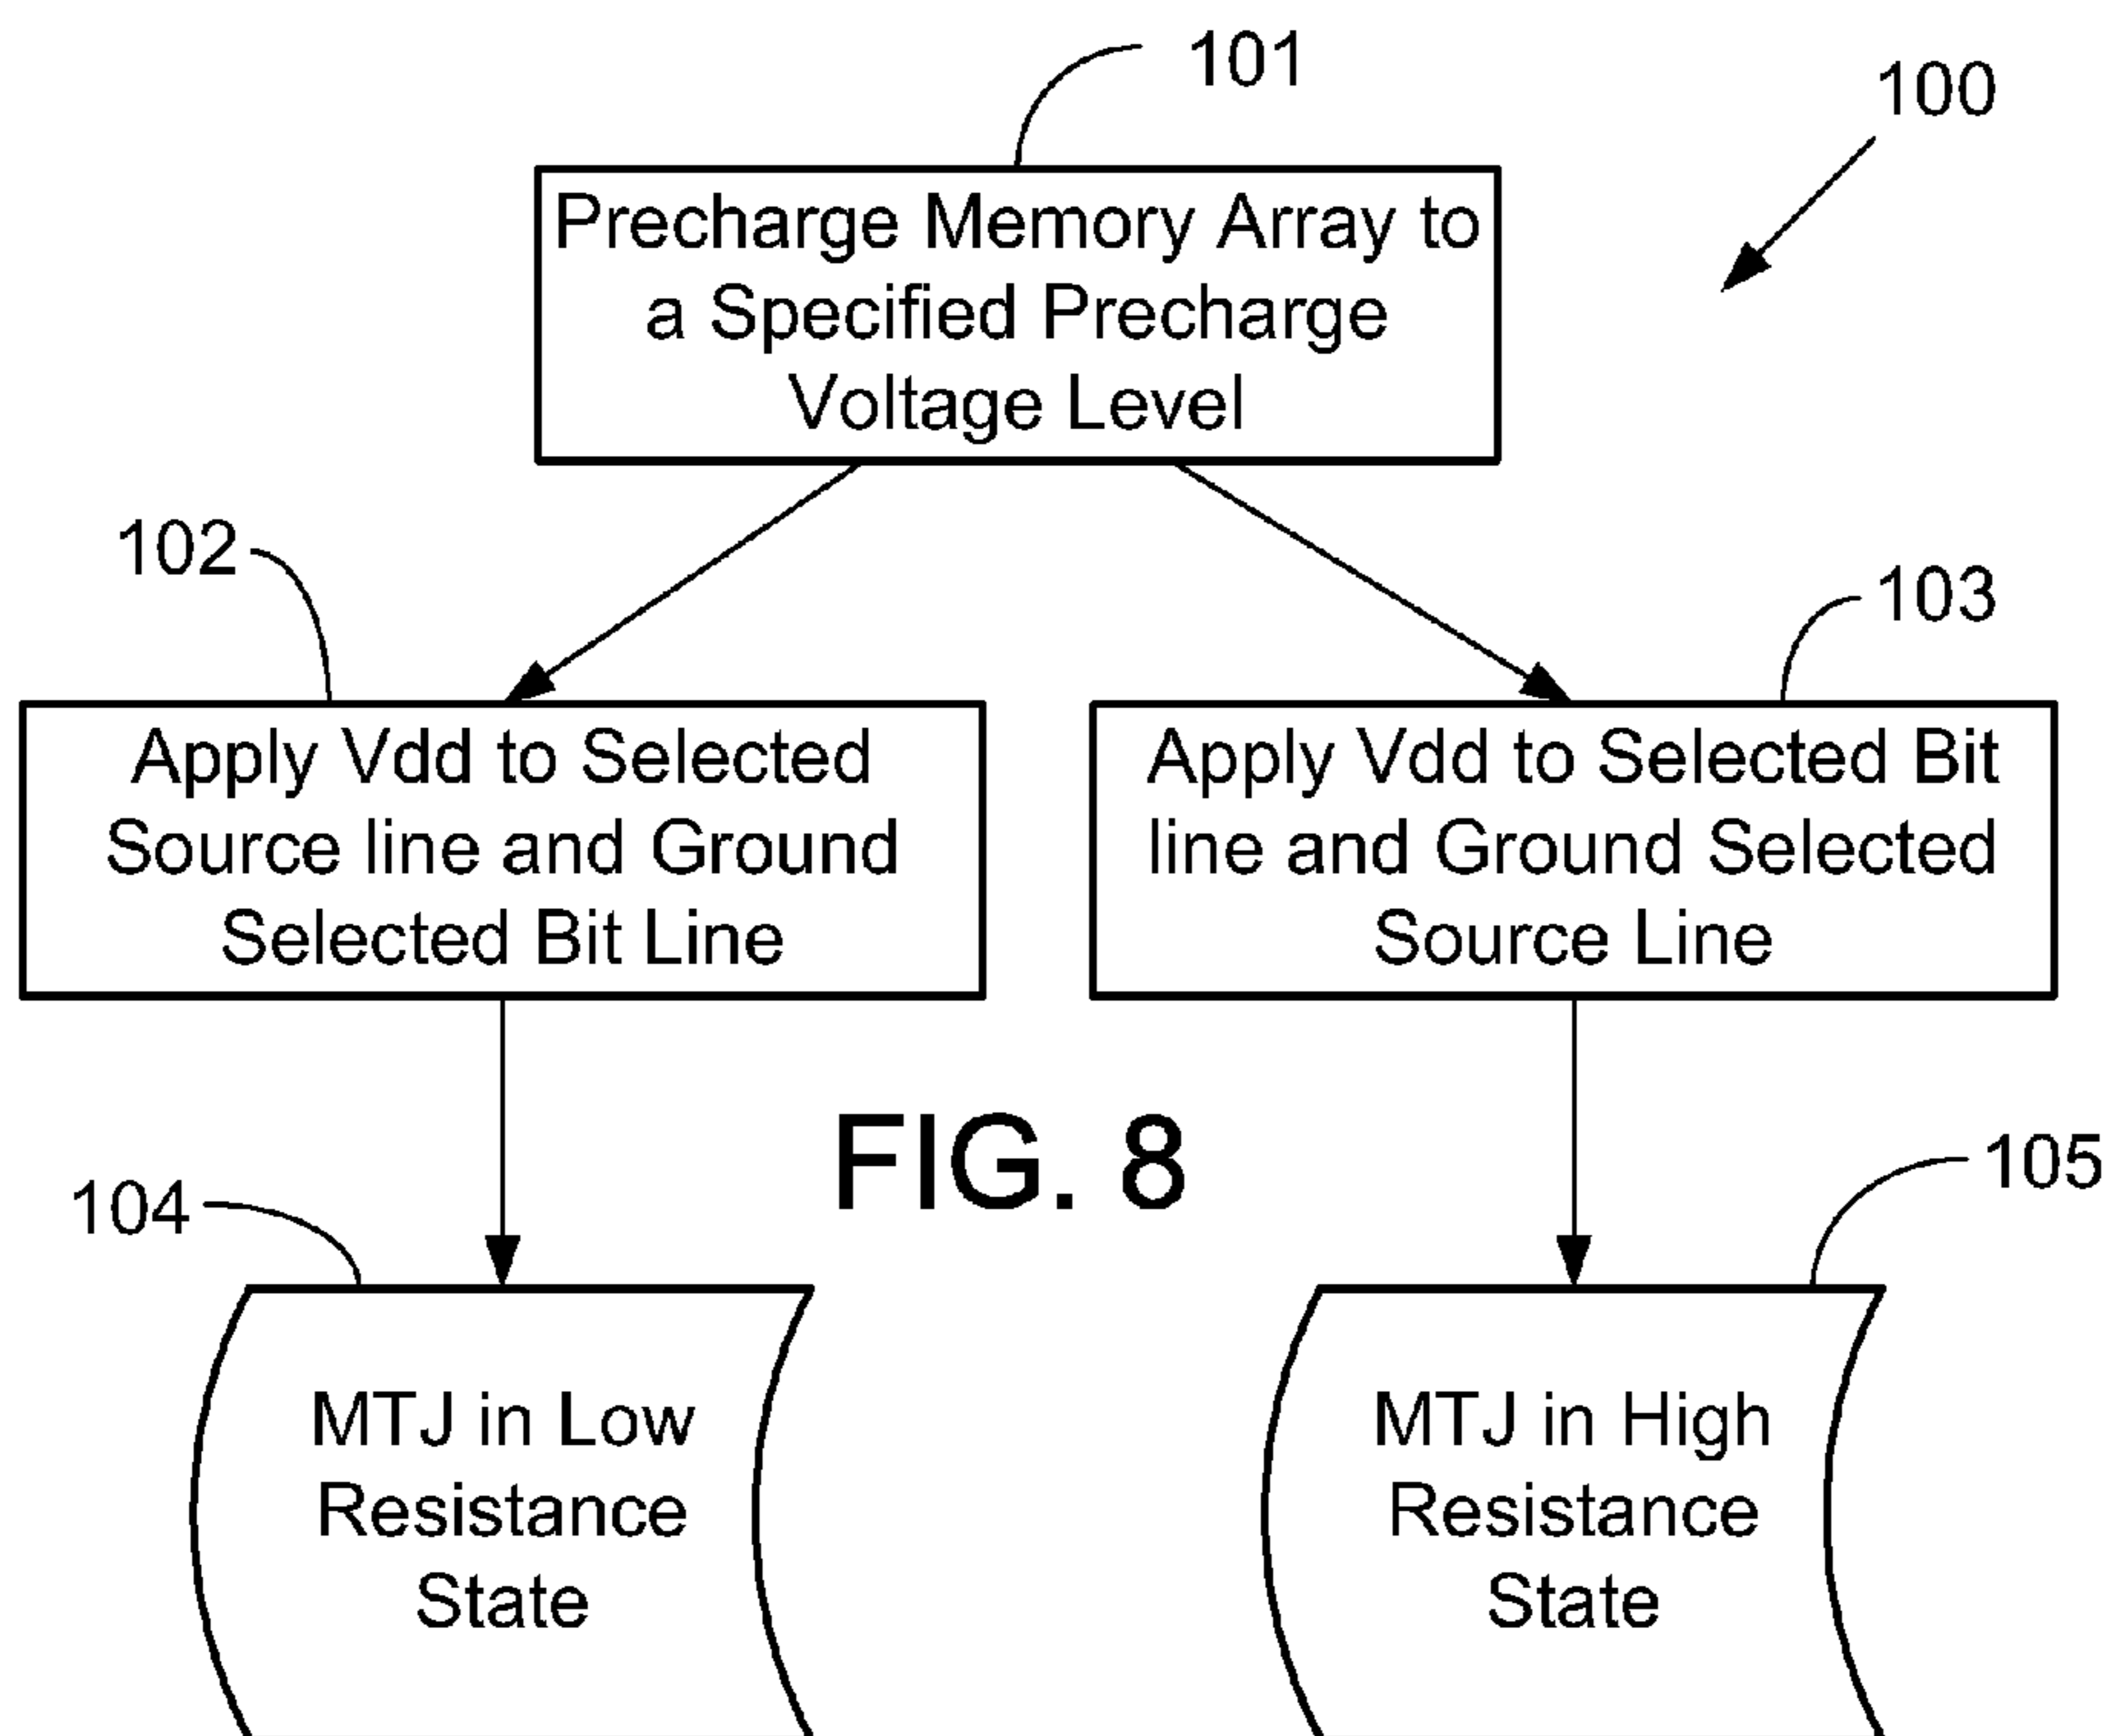 101
100
Precharge Memory Array to
a Specified Precharge
Voltage Level
102
103
Apply Vdd to Selected
Source line and Ground
Selected Bit Line
Apply Vdd to Selected Bit
line and Ground Selected
Source Line
FIG. 8
104
105
MTJ in Low
Resistance
State
MTJ in High
Resistance
State